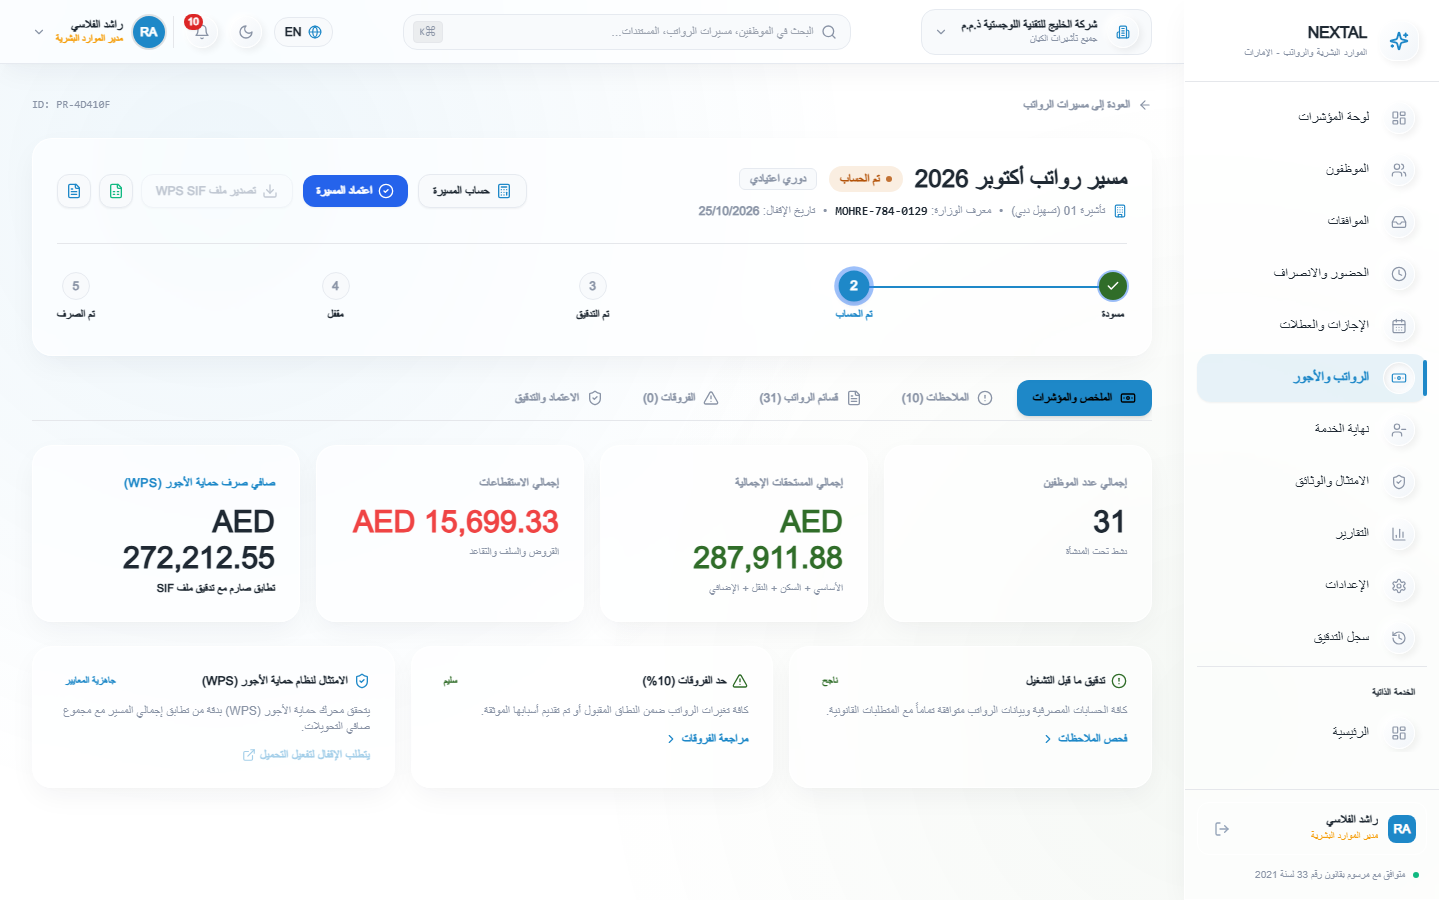 NEXTAL
الموارد البشرية والرواتب - الإمارات
لوحة المؤشرات
الموظفون
الموافقات
الحضور والانصراف
الإجازات والعطلات
الرواتب والأجور
نهاية الخدمة
الامتثال والوثائق
التقارير
الإعدادات
سجل التدقيق
الخدمة الذاتية
الرئيسية
RA
راشد الفلاسي
مدير الموارد البشرية
متوافق مع مرسوم بقانون رقم 33 لسنة 2021
شركة الخليج للتقنية اللوجستية ذ.م.م
جميع تأشيرات الكيان
البحث في الموظفين، مسيرات الرواتب، المستندات...
⌘K
EN
10
RA
راشد الفلاسي
مدير الموارد البشرية
العودة إلى مسيرات الرواتب
ID: PR-4D410F
مسير رواتب أكتوبر 2026
تم الحساب
دوري اعتيادي
تأشيرة 01 (تسهيل دبي) • معرف الوزارة: MOHRE-784-0129 • تاريخ الإقفال: 25/10/2026
حساب المسيرة
اعتماد المسيرة
تصدير ملف WPS SIF
مسودة
2
تم الحساب
3
تم التدقيق
4
مقفل
5
تم الصرف
الملخص والمؤشرات
الملاحظات (10)
قسائم الرواتب (31)
الفروقات (0)
الاعتماد والتدقيق
إجمالي عدد الموظفين
31
نشط تحت المنشأة
إجمالي المستحقات الإجمالية
AED
287,911.88
الأساسي + السكن + النقل + الإضافي
إجمالي الاستقطاعات
AED 15,699.33
القروض والسلف والتقاعد
صافي صرف حماية الأجور (WPS)
AED
272,212.55
تطابق صارم مع تدقيق ملف SIF
تدقيق ما قبل التشغيل
ناجح
كافة الحسابات المصرفية وبيانات الرواتب متوافقة تماماً مع المتطلبات القانونية.
فحص الملاحظات
حد الفروقات (10%)
سليم
كافة تغيرات الرواتب ضمن النطاق المقبول أو تم تقديم أسبابها الموثقة.
مراجعة الفروقات
الامتثال لنظام حماية الأجور (WPS)
جاهزية المعايير
يتحقق محرك حماية الأجور (WPS) بدقة من تطابق إجمالي المسير مع مجموع
صافي التحويلات.
يتطلب الإقفال لتفعيل التحميل